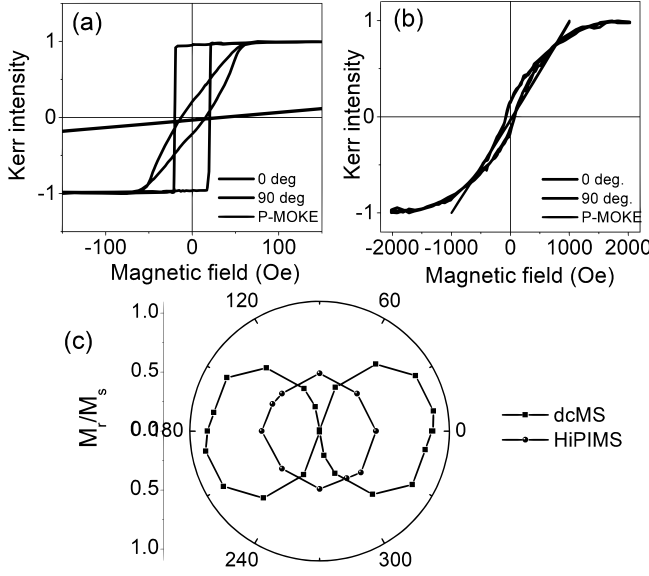 (a)
Kerr intensity
1
0
-1
0 deg
90 deg
P-MOKE
-100 0 100
Magnetic field (Oe)
(b)
Kerr intensity
1
0
-1
0 deg.
90 deg.
P-MOKE
-2000 -1000 0 1000 2000
Magnetic field (Oe)
(c)
Mr/Ms
1.0
0.5
0.0
0.5
1.0
120
60
180
0
240
300
dcMS
HiPIMS